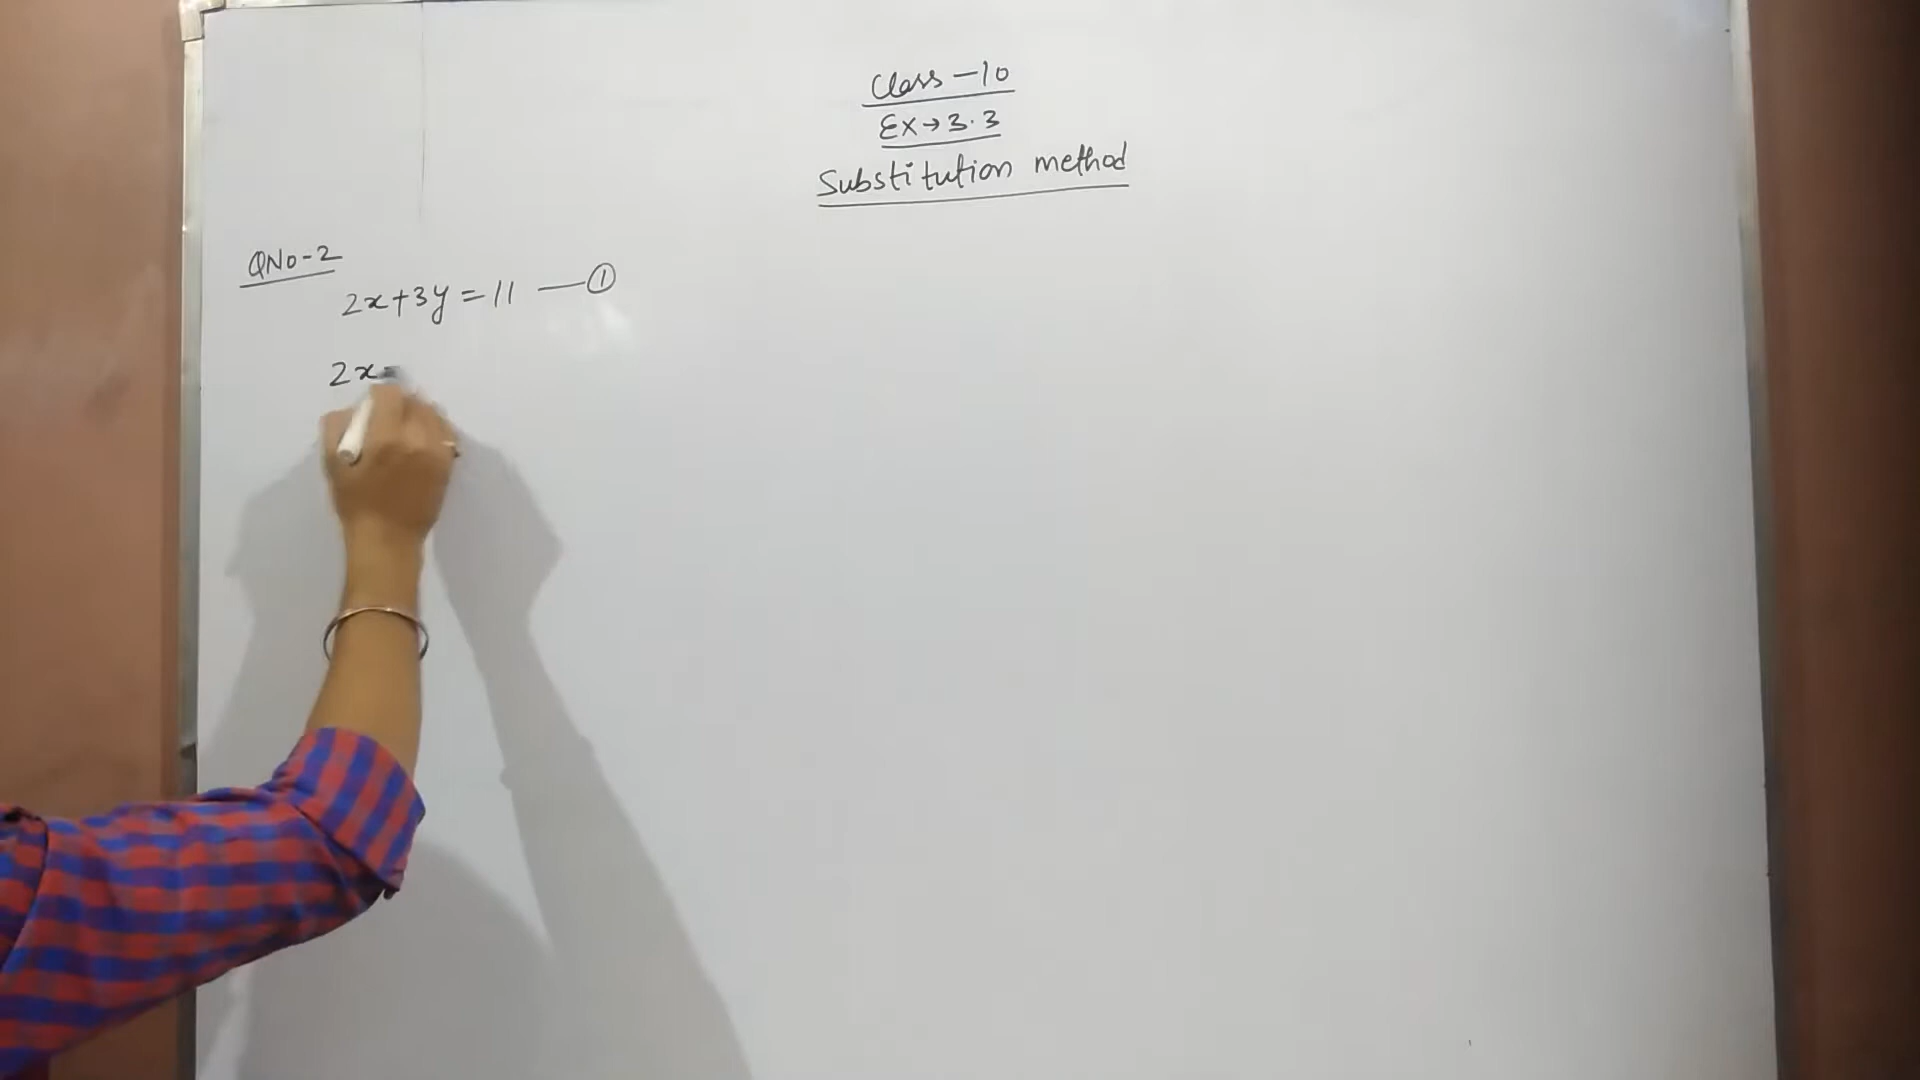 Class - 10
Ex → 3.3
Substitution method
QNo-2
2x+3y = 11 — ①
2x-